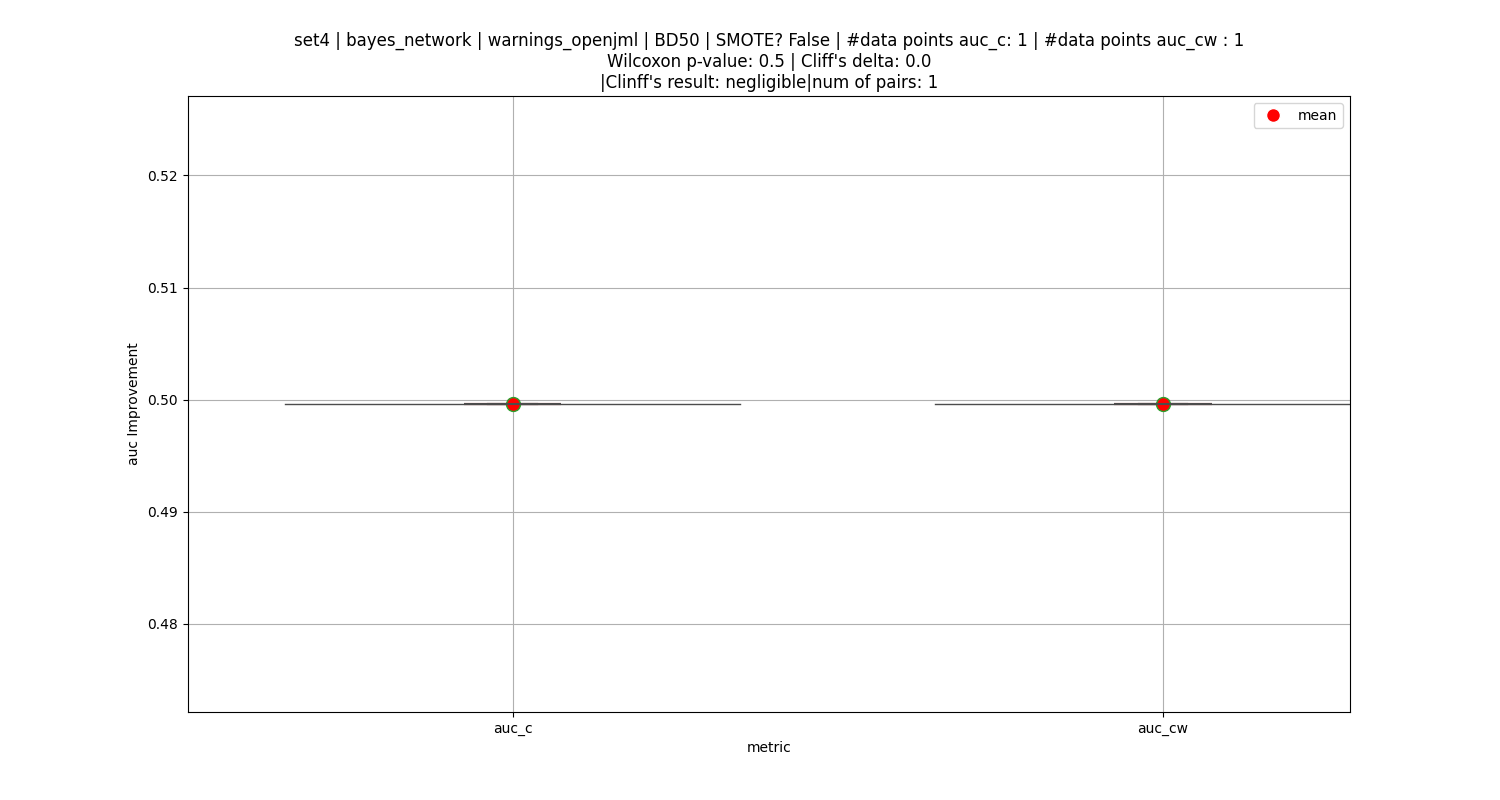 set4 | bayes_network | warnings_openjml | BD50 | SMOTE? False | #data points auc_c: 1 | #data points auc_cw : 1
Wilcoxon p-value: 0.5 | Cliff's delta: 0.0
|Clinff's result: negligible|num of pairs: 1
mean
0.52
0.51
0.50
0.49
0.48
auc Improvement
auc_c
auc_cw
metric